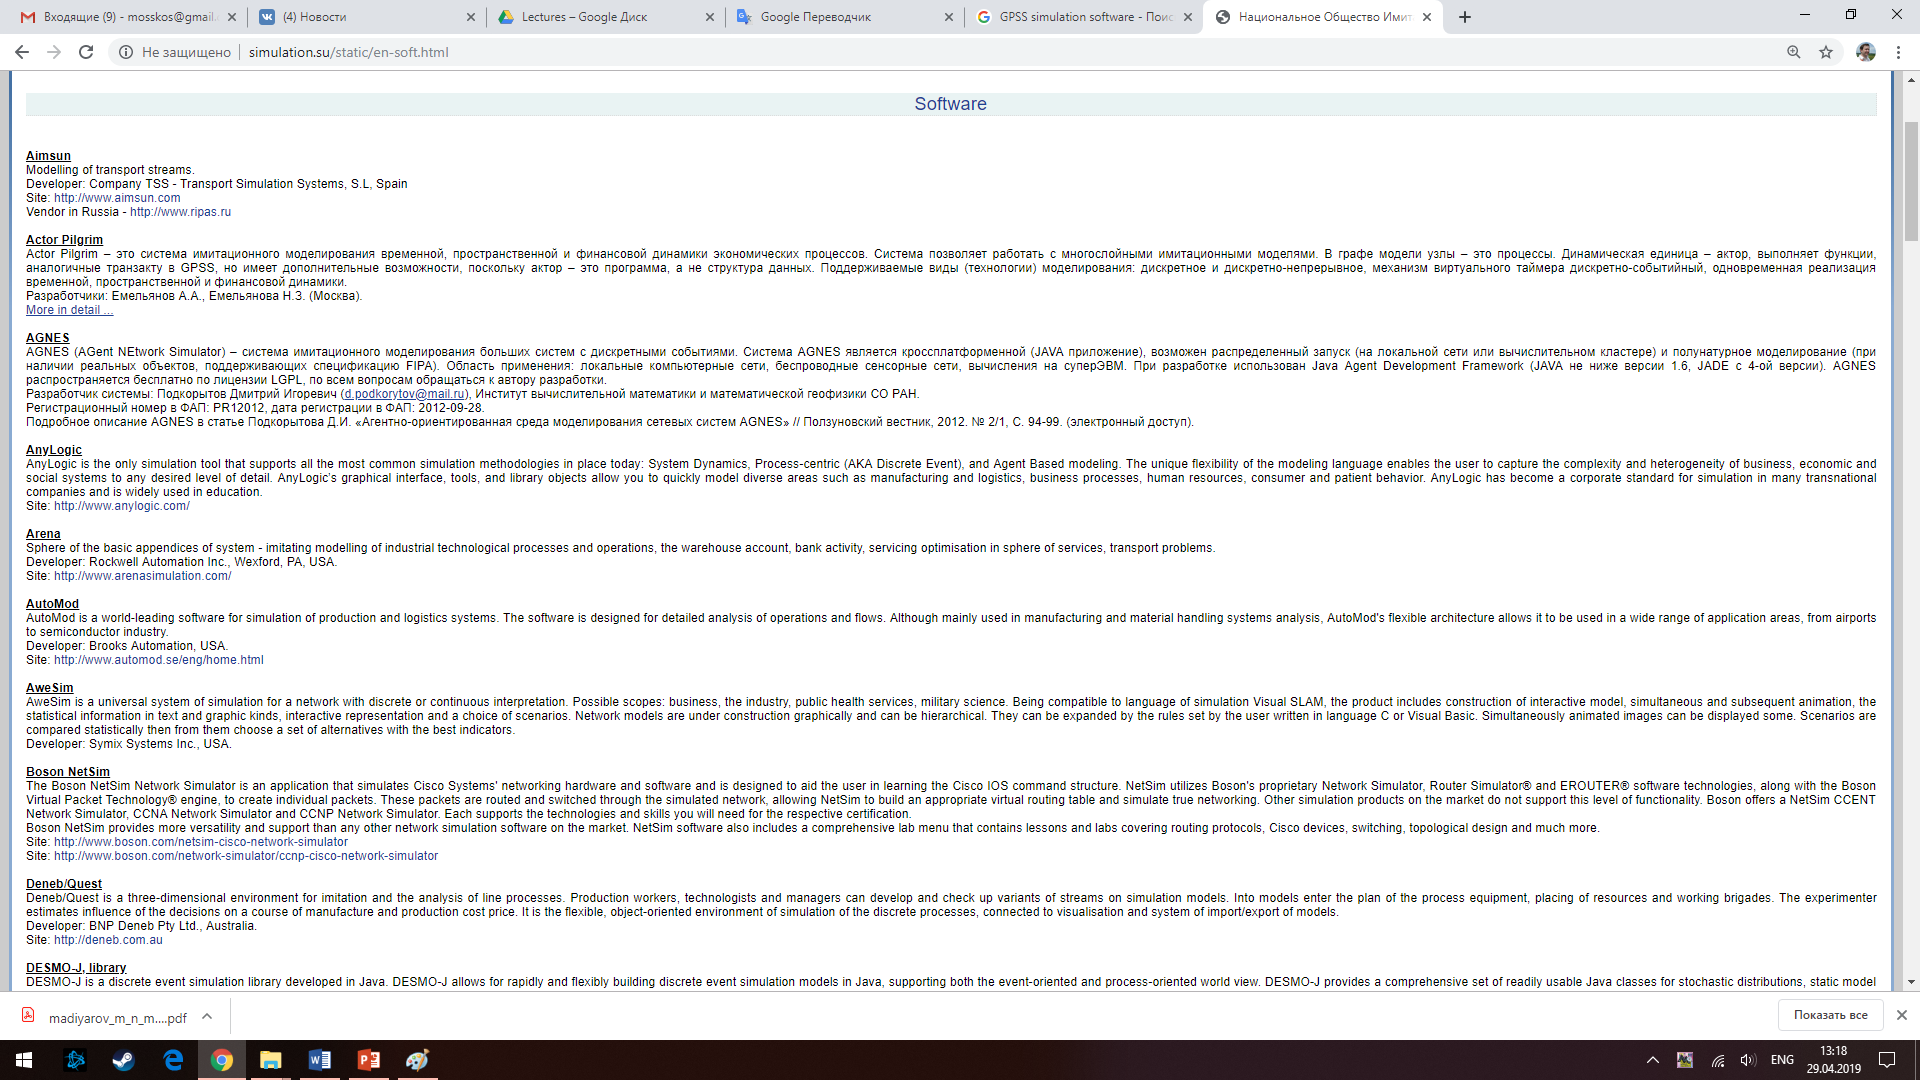 Входящие (9) - mosskos@gmail.
(4) Новости
Lectures – Google Диск
Google Переводчик
GPSS simulation software - Поис
Национальное Общество Имит
Не защищено
simulation.su/static/en-soft.html
Software
Aimsun
Modelling of transport streams.
Developer: Company TSS - Transport Simulation Systems, S.L, Spain
Site: http://www.aimsun.com
Vendor in Russia - http://www.ripas.ru
Actor Pilgrim
Actor Pilgrim – это система имитационного моделирования временной, пространственной и финансовой динамики экономических процессов. Система позволяет работать с многослойными имитационными моделями. В графе модели узлы – это процессы. Динамическая единица – актор, выполняет функции,
аналогичные транзакту в GPSS, но имеет дополнительные возможности, поскольку актор – это программа, а не структура данных. Поддерживаемые виды (технологии) моделирования: дискретное и дискретно-непрерывное, механизм виртуального таймера дискретно-событийный, одновременная реализация
временной, пространственной и финансовой динамики.
Разработчики: Емельянов А.А., Емельянова Н.З. (Москва).
More in detail ...
AGNES
AGNES (AGent NEtwork Simulator) – система имитационного моделирования больших систем с дискретными событиями. Система AGNES является кроссплатформенной (JAVA приложение), возможен распределенный запуск (на локальной сети или вычислительном кластере) и полунатурное моделирование (при
наличии реальных объектов, поддерживающих спецификацию FIPA). Область применения: локальные компьютерные сети, беспроводные сенсорные сети, вычисления на суперЭВМ. При разработке использован Java Agent Development Framework (JAVA не ниже версии 1.6, JADE с 4-ой версии). AGNES
распространяется бесплатно по лицензии LGPL, по всем вопросам обращаться к автору разработки.
Разработчик системы: Подкорытов Дмитрий Игоревич (d.podkorytov@mail.ru), Институт вычислительной математики и математической геофизики СО РАН.
Регистрационный номер в ФАП: PR12012, дата регистрации в ФАП: 2012-09-28.
Подробное описание AGNES в статье Подкорытова Д.И. «Агентно-ориентированная среда моделирования сетевых систем AGNES» // Ползуновский вестник, 2012. № 2/1, С. 94-99. (электронный доступ).
AnyLogic
AnyLogic is the only simulation tool that supports all the most common simulation methodologies in place today: System Dynamics, Process-centric (AKA Discrete Event), and Agent Based modeling. The unique flexibility of the modeling language enables the user to capture the complexity and heterogeneity of business, economic and
social systems to any desired level of detail. AnyLogic's graphical interface, tools, and library objects allow you to quickly model diverse areas such as manufacturing and logistics, business processes, human resources, consumer and patient behavior. AnyLogic has become a corporate standard for simulation in many transnational
companies and is widely used in education.
Site: http://www.anylogic.com/
Arena
Sphere of the basic appendices of system - imitating modelling of industrial technological processes and operations, the warehouse account, bank activity, servicing optimisation in sphere of services, transport problems.
Developer: Rockwell Automation Inc., Wexford, PA, USA.
Site: http://www.arenasimulation.com/
AutoMod
AutoMod is a world-leading software for simulation of production and logistics systems. The software is designed for detailed analysis of operations and flows. Although mainly used in manufacturing and material handling systems analysis, AutoMod's flexible architecture allows it to be used in a wide range of application areas, from airports
to semiconductor industry.
Developer: Brooks Automation, USA.
Site: http://www.automod.se/eng/home.html
AweSim
AweSim is a universal system of simulation for a network with discrete or continuous interpretation. Possible scopes: business, the industry, public health services, military science. Being compatible to language of simulation Visual SLAM, the product includes construction of interactive model, simultaneous and subsequent animation, the
statistical information in text and graphic kinds, interactive representation and a choice of scenarios. Network models are under construction graphically and can be hierarchical. They can be expanded by the rules set by the user written in language C or Visual Basic. Simultaneously animated images can be displayed some. Scenarios are
compared statistically then from them choose a set of alternatives with the best indicators.
Developer: Symix Systems Inc., USA.
Boson NetSim
The Boson NetSim Network Simulator is an application that simulates Cisco Systems' networking hardware and software and is designed to aid the user in learning the Cisco IOS command structure. NetSim utilizes Boson's proprietary Network Simulator, Router Simulator® and EROUTER® software technologies, along with the Boson
Virtual Packet Technology® engine, to create individual packets. These packets are routed and switched through the simulated network, allowing NetSim to build an appropriate virtual routing table and simulate true networking. Other simulation products on the market do not support this level of functionality. Boson offers a NetSim CCENT
Network Simulator, CCNA Network Simulator and CCNP Network Simulator. Each supports the technologies and skills you will need for the respective certification.
Boson NetSim provides more versatility and support than any other network simulation software on the market. NetSim software also includes a comprehensive lab menu that contains lessons and labs covering routing protocols, Cisco devices, switching, topological design and much more.
Site: http://www.boson.com/netsim-cisco-network-simulator
Site: http://www.boson.com/network-simulator/ccnp-cisco-network-simulator
Deneb/Quest
Deneb/Quest is a three-dimensional environment for imitation and the analysis of line processes. Production workers, technologists and managers can develop and check up variants of streams on simulation models. Into models enter the plan of the process equipment, placing of resources and working brigades. The experimenter
estimates influence of the decisions on a course of manufacture and production cost price. It is the flexible, object-oriented environment of simulation of the discrete processes, connected to visualisation and system of import/export of models.
Developer: BNP Deneb Pty Ltd., Australia.
Site: http://deneb.com.au
DESMO-J, library
DESMO-J is a discrete event simulation library developed in Java. DESMO-J allows for rapidly and flexibly building discrete event simulation models in Java, supporting both the event-oriented and process-oriented world view. DESMO-J provides a comprehensive set of readily usable Java classes for stochastic distributions, static model
madiyarov_m_n_m....pdf
Показать все
ENG
13:18
29.04.2019